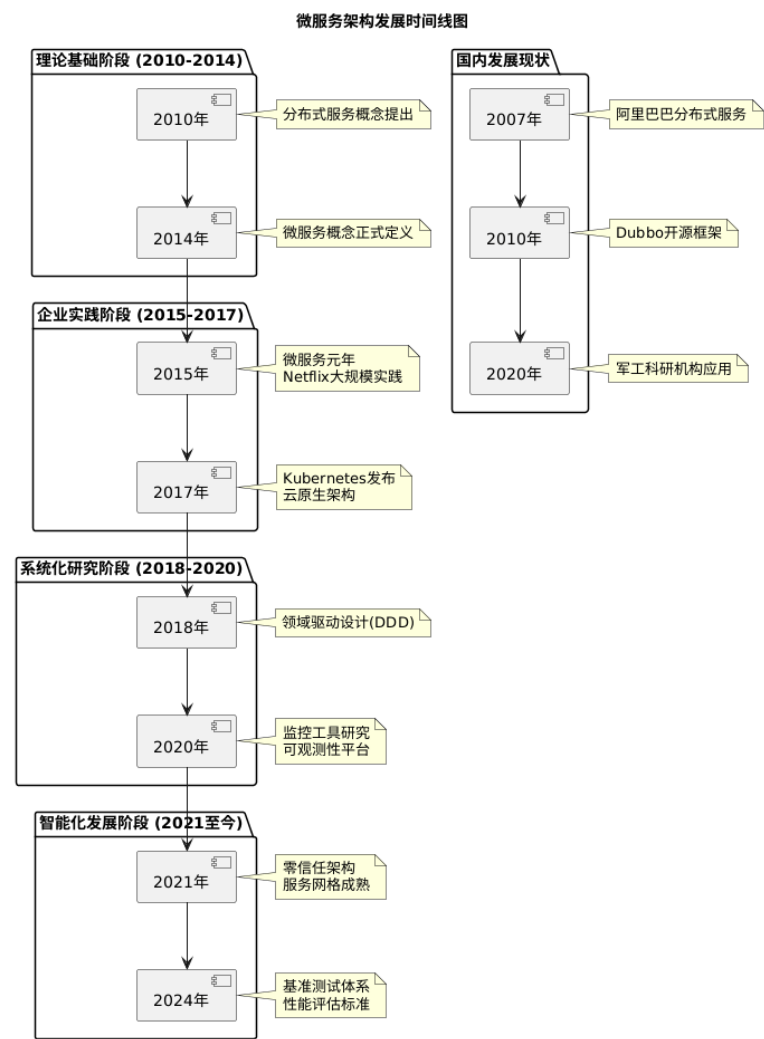 微服务架构发展时间线图
理论基础阶段 (2010-2014)
2010年
分布式服务概念提出
2014年
微服务概念正式定义
企业实践阶段 (2015-2017)
2015年
微服务元年
Netflix大规模实践
2017年
Kubernetes发布
云原生架构
系统化研究阶段 (2018-2020)
2018年
领域驱动设计(DDD)
2020年
监控工具研究
可观测性平台
智能化发展阶段 (2021至今)
2021年
零信任架构
服务网格成熟
2024年
基准测试体系
性能评估标准
国内发展现状
2007年
阿里巴巴分布式服务
2010年
Dubbo开源框架
2020年
军工科研机构应用